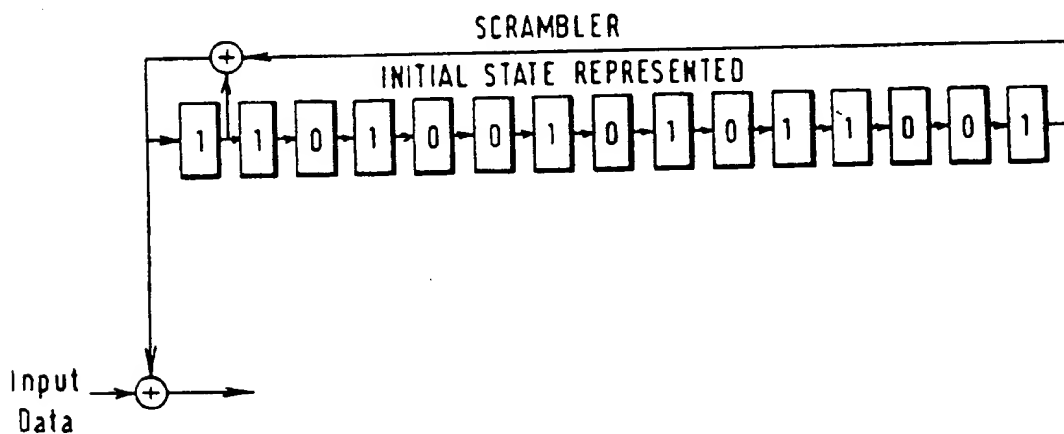 SCRAMBLER
INITIAL STATE REPRESENTED
1 1 0 1 0 0 1 0 1 0 1 1 0 0 1
Input
Data